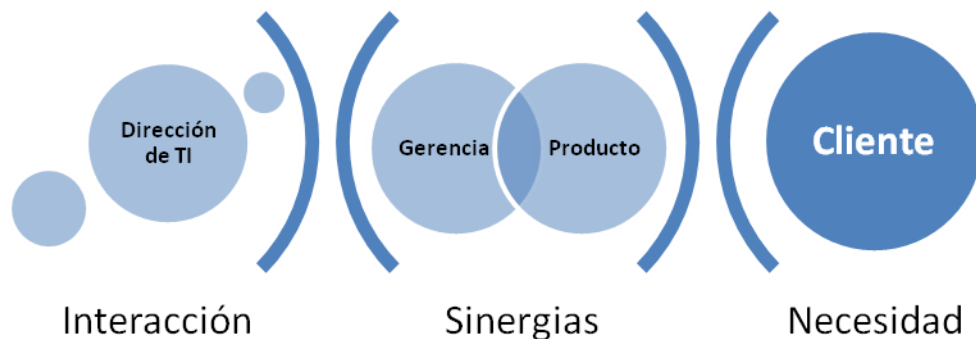 Dirección
de TI
Gerencia
Producto
Cliente
Interacción
Sinergias
Necesidad